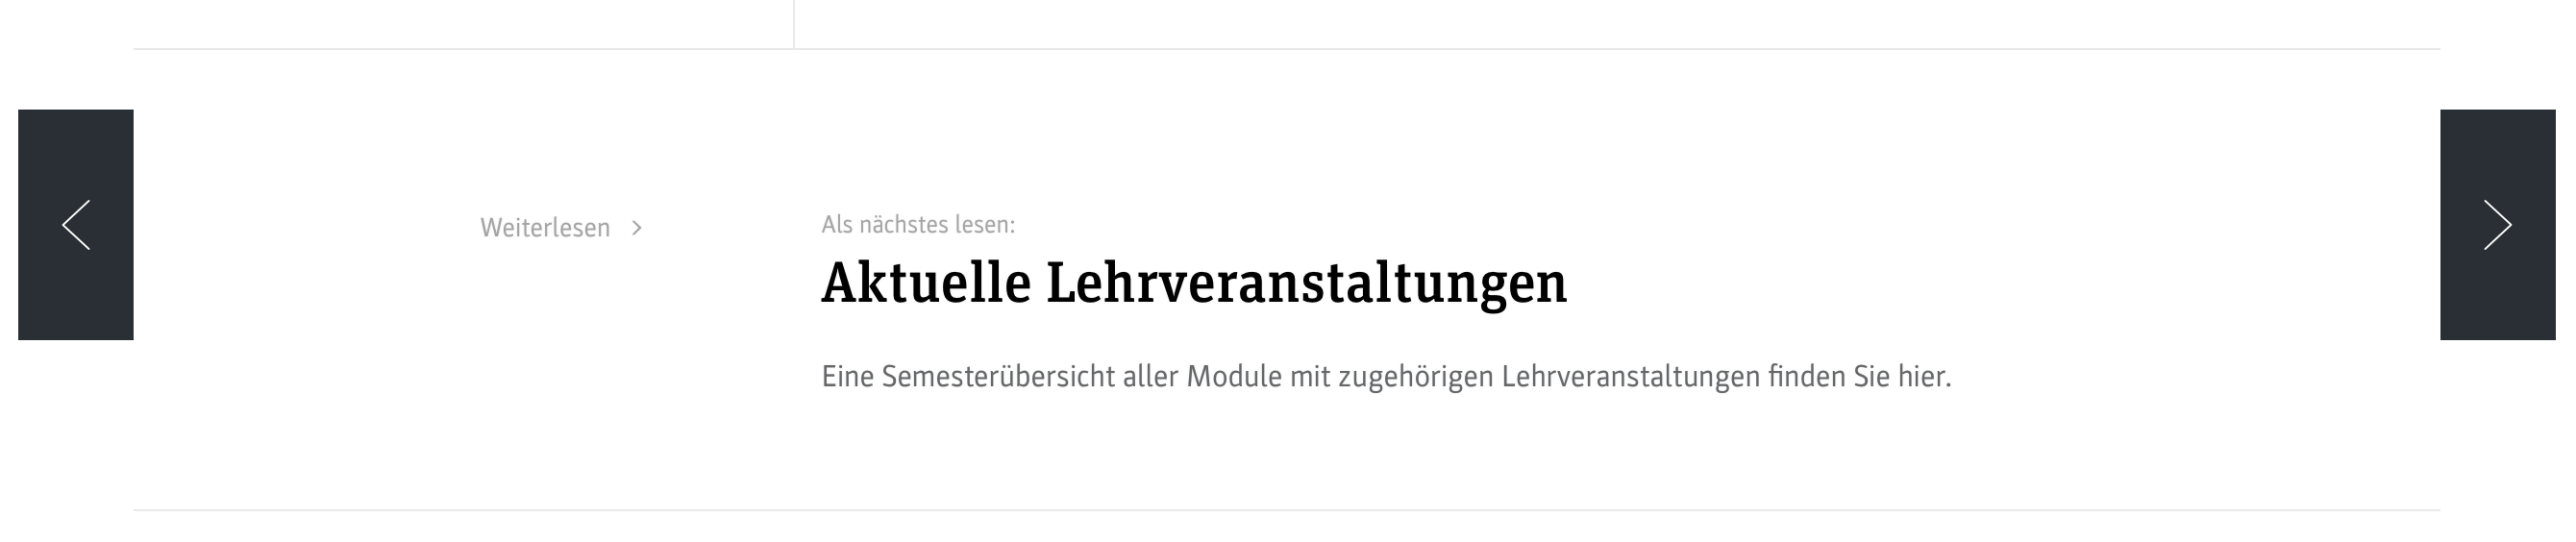 Weiterlesen
Als nächstes lesen:
Aktuelle Lehrveranstaltungen
Eine Semesterübersicht aller Module mit zugehörigen Lehrveranstaltungen finden Sie hier.